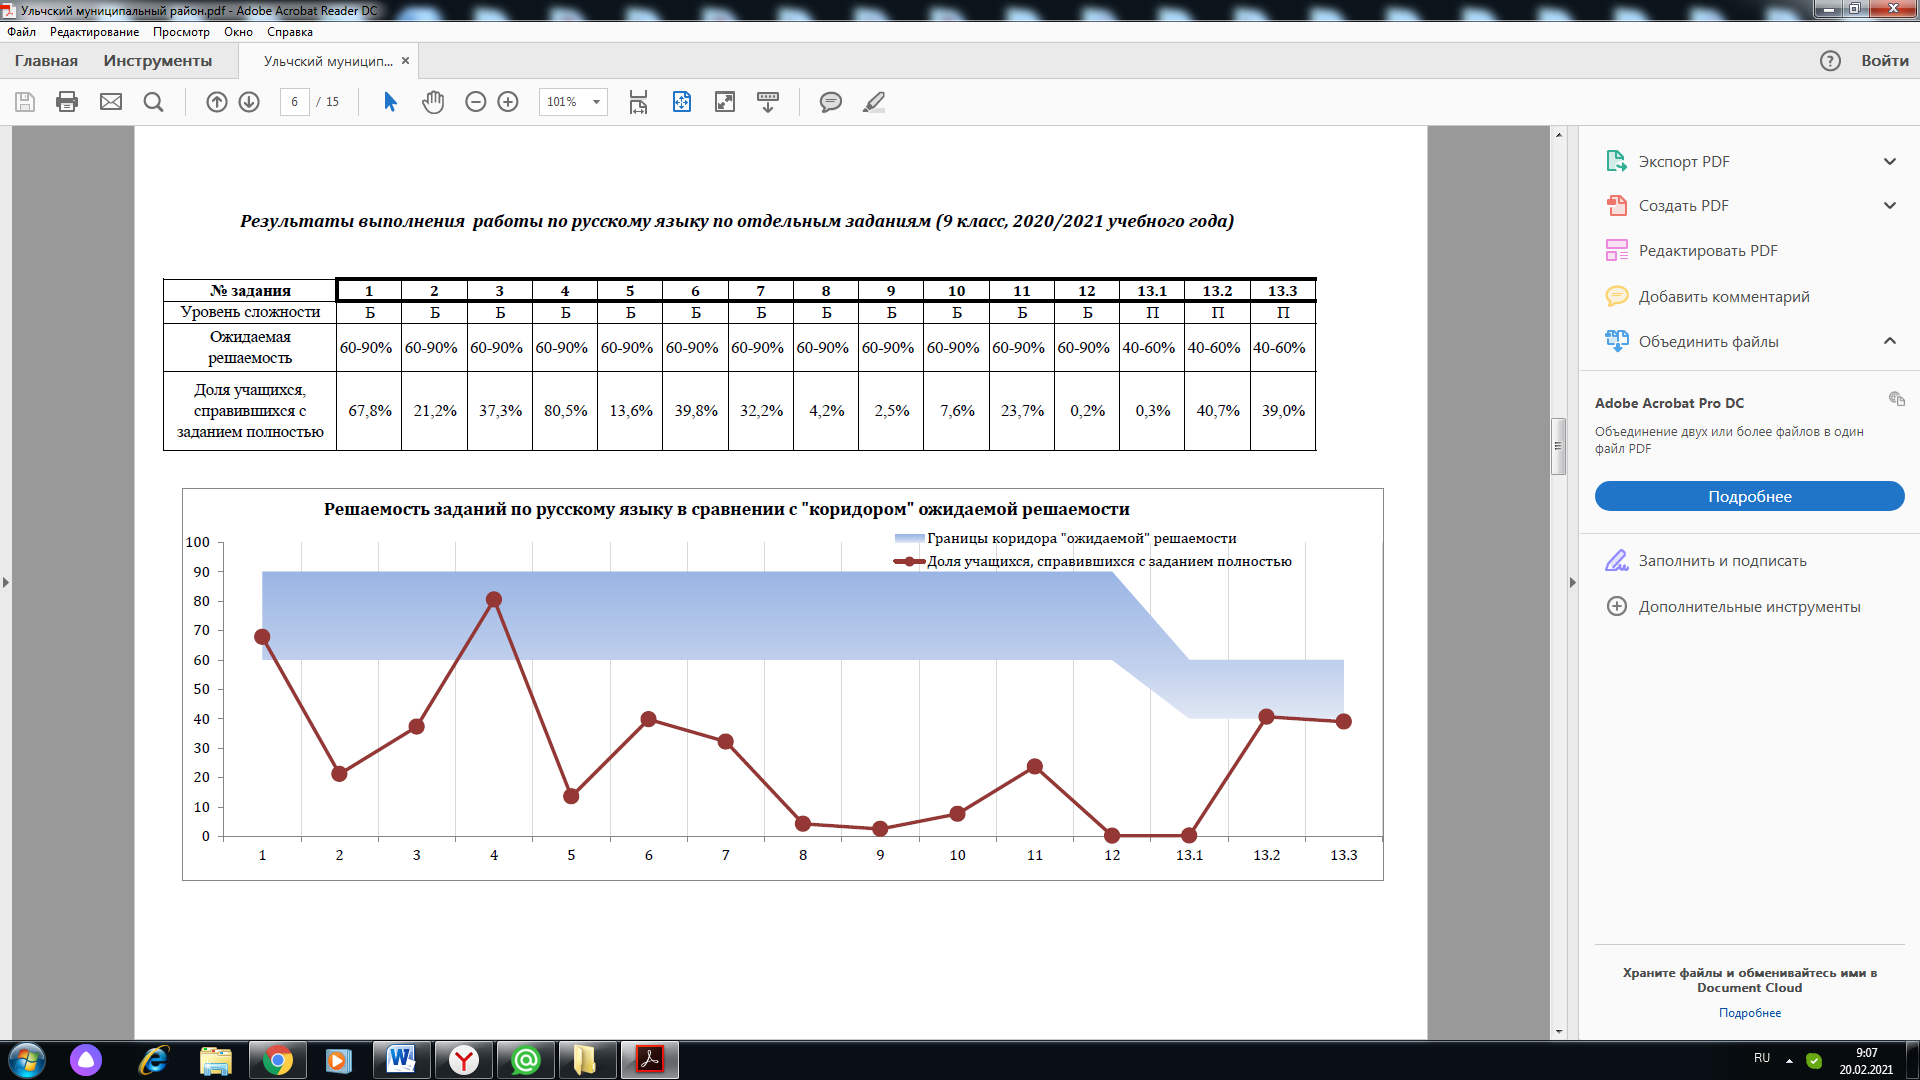 Ульчский муниципальный район.pdf - Adobe Acrobat Reader DC
Файл Редактирование Просмотр Окно Справка
Главная Инструменты Ульчский муницип... × ? Войти
6 / 15 101%
Результаты выполнения работы по русскому языку по отдельным заданиям (9 класс, 2020/2021 учебного года)
№ задания 1 2 3 4 5 6 7 8 9 10 11 12 13.1 13.2 13.3
Уровень сложности Б Б Б Б Б Б Б Б Б Б Б Б П П П
Ожидаемая
решаемость 60-90% 60-90% 60-90% 60-90% 60-90% 60-90% 60-90% 60-90% 60-90% 60-90% 60-90% 60-90% 40-60% 40-60% 40-60%
Доля учащихся,
справившихся с 67,8% 21,2% 37,3% 80,5% 13,6% 39,8% 32,2% 4,2% 2,5% 7,6% 23,7% 0,2% 0,3% 40,7% 39,0%
заданием полностью
Решаемость заданий по русскому языку в сравнении с "коридором" ожидаемой решаемости
Границы коридора "ожидаемой" решаемости
Доля учащихся, справившихся с заданием полностью
100
90
80
70
60
50
40
30
20
10
0
1 2 3 4 5 6 7 8 9 10 11 12 13.1 13.2 13.3
Экспорт PDF
Создать PDF
Редактировать PDF
Добавить комментарий
Объединить файлы
Adobe Acrobat Pro DC
Объединение двух или более файлов в один
файл PDF
Подробнее
Заполнить и подписать
Дополнительные инструменты
Храните файлы и обменивайтесь ими в
Document Cloud
Подробнее
RU 9:07
20.02.2021